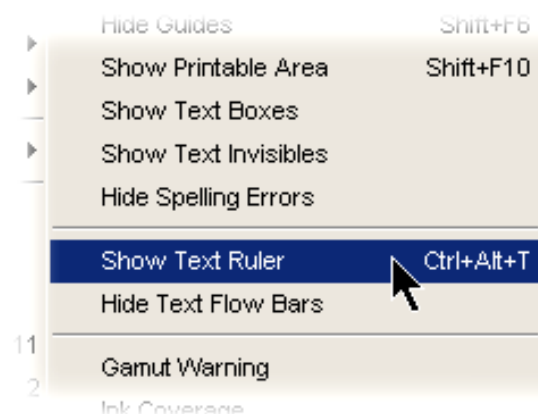 Hide Guides Shift+F6
Show Printable Area Shift+F10
Show Text Boxes
Show Text Invisibles
Hide Spelling Errors
Show Text Ruler Ctrl+Alt+T
Hide Text Flow Bars
11
Gamut Warning
2
Ink Coverage